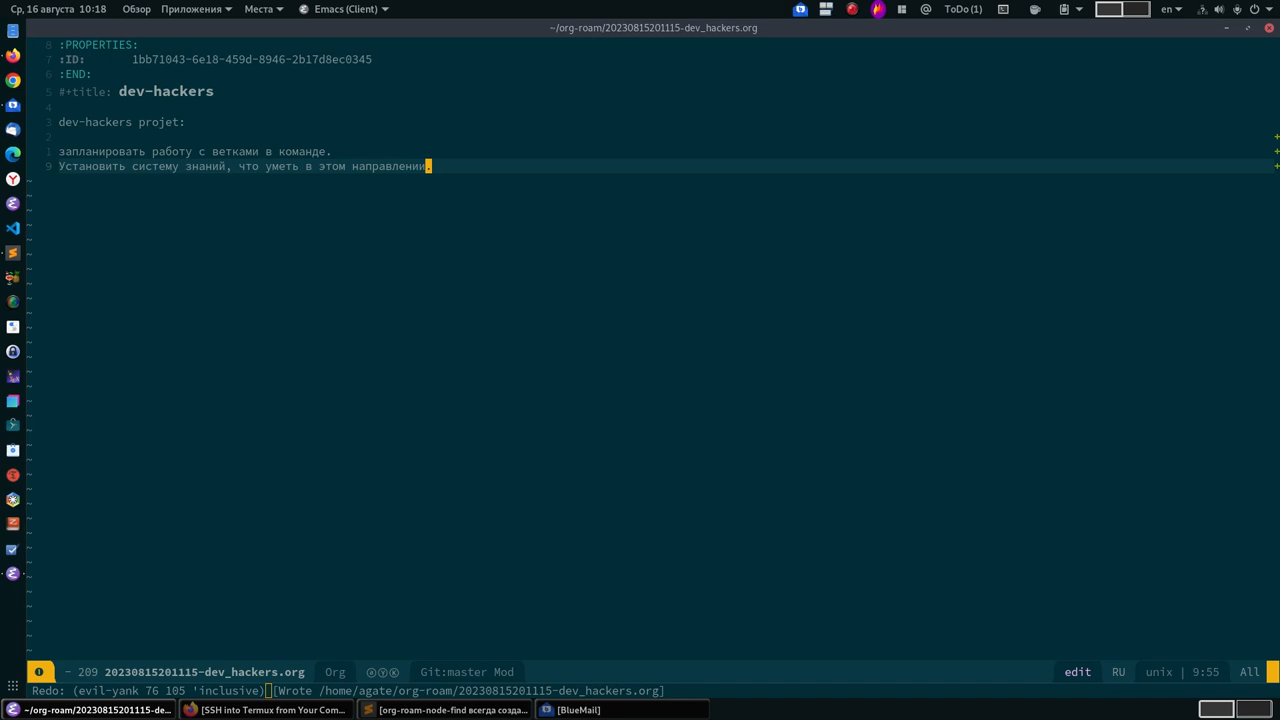 Ср, 16 августа 10:18 Обзор Приложения Места Emacs (Client) @ ToDo (1) en
~/org-roam/20230815201115-dev_hackers.org
8 :PROPERTIES:
7 :ID: 1bb71043-6e18-459d-8946-2b17d8ec0345
6 :END:
5 #+title: dev-hackers
4
3 dev-hackers projet:
2
1 запланировать работу с ветками в команде.
9 Установить систему знаний, что уметь в этом направлении.
- 209 20230815201115-dev_hackers.org Org ⓔⓎⓀ Git:master Mod edit RU unix | 9:55 All
Redo: (evil-yank 76 105 'inclusive) [Wrote /home/agate/org-roam/20230815201115-dev_hackers.org]
~/org-roam/20230815201115-de... [SSH into Termux from Your Com... [org-roam-node-find всегда созда... [BlueMail]